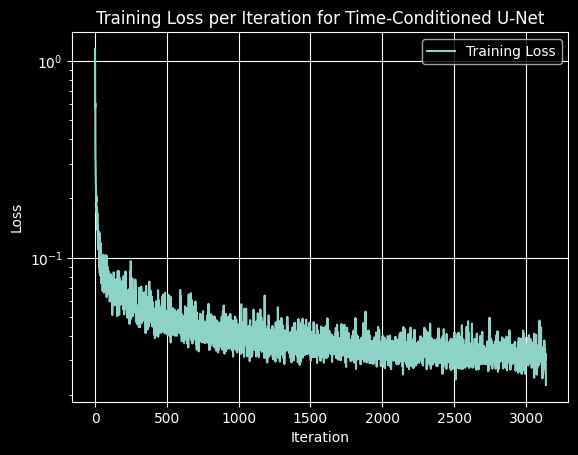 Training Loss per Iteration for Time-Conditioned U-Net
Training Loss
10⁰
10⁻¹
Loss
0 500 1000 1500 2000 2500 3000
Iteration